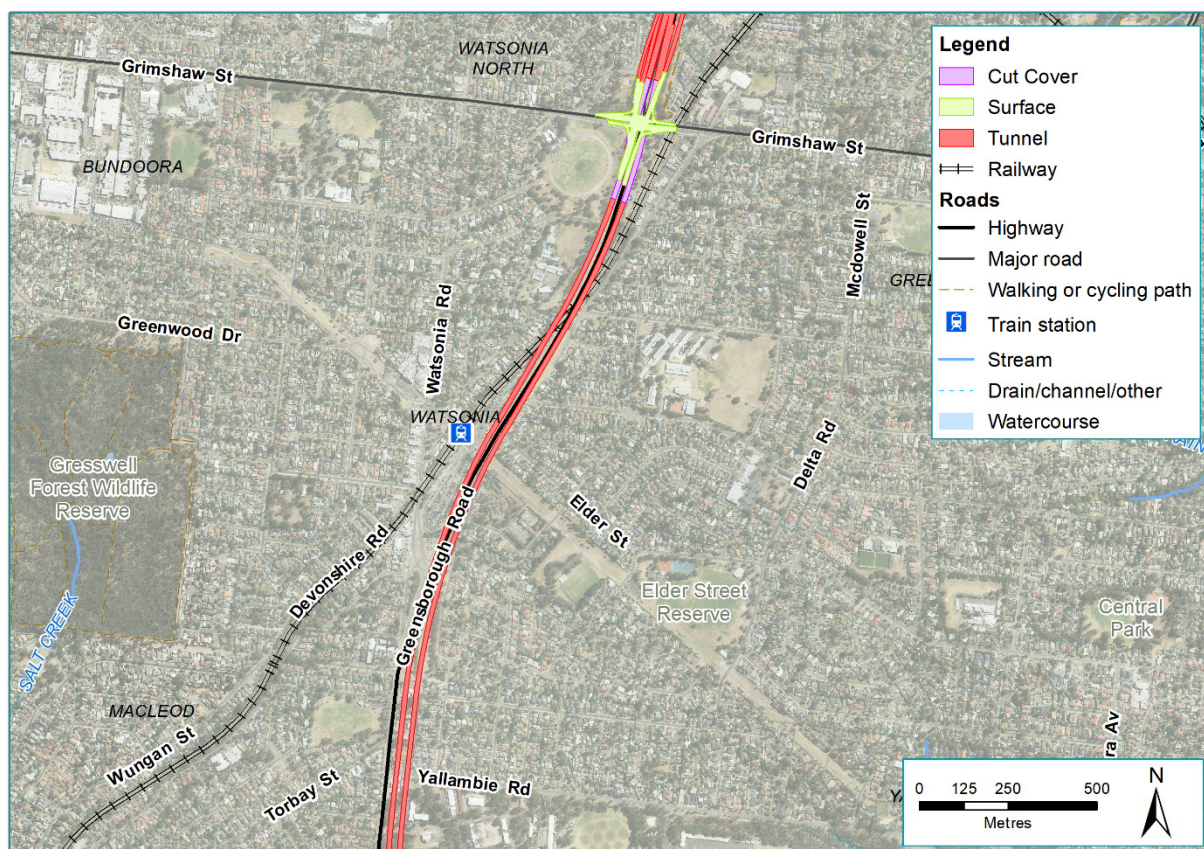 WATSONIA
NORTH
Grimshaw St
BUNDOORA
Grimshaw St
Mcdowell St
Greenwood Dr
Watsonia Rd
WATSONIA
Gresswell
Forest Wildlife
Reserve
Delta Rd
Elder St
Greensborough Road
Devonshire Rd
Elder Street
Reserve
Central
Park
SALT CREEK
MACLEOD
Wungan St
Torbay St
Yallambie Rd
ra Av
Legend
Cut Cover
Surface
Tunnel
Railway
Roads
Highway
Major road
Walking or cycling path
Train station
Stream
Drain/channel/other
Watercourse
0 125 250 500
Metres
N